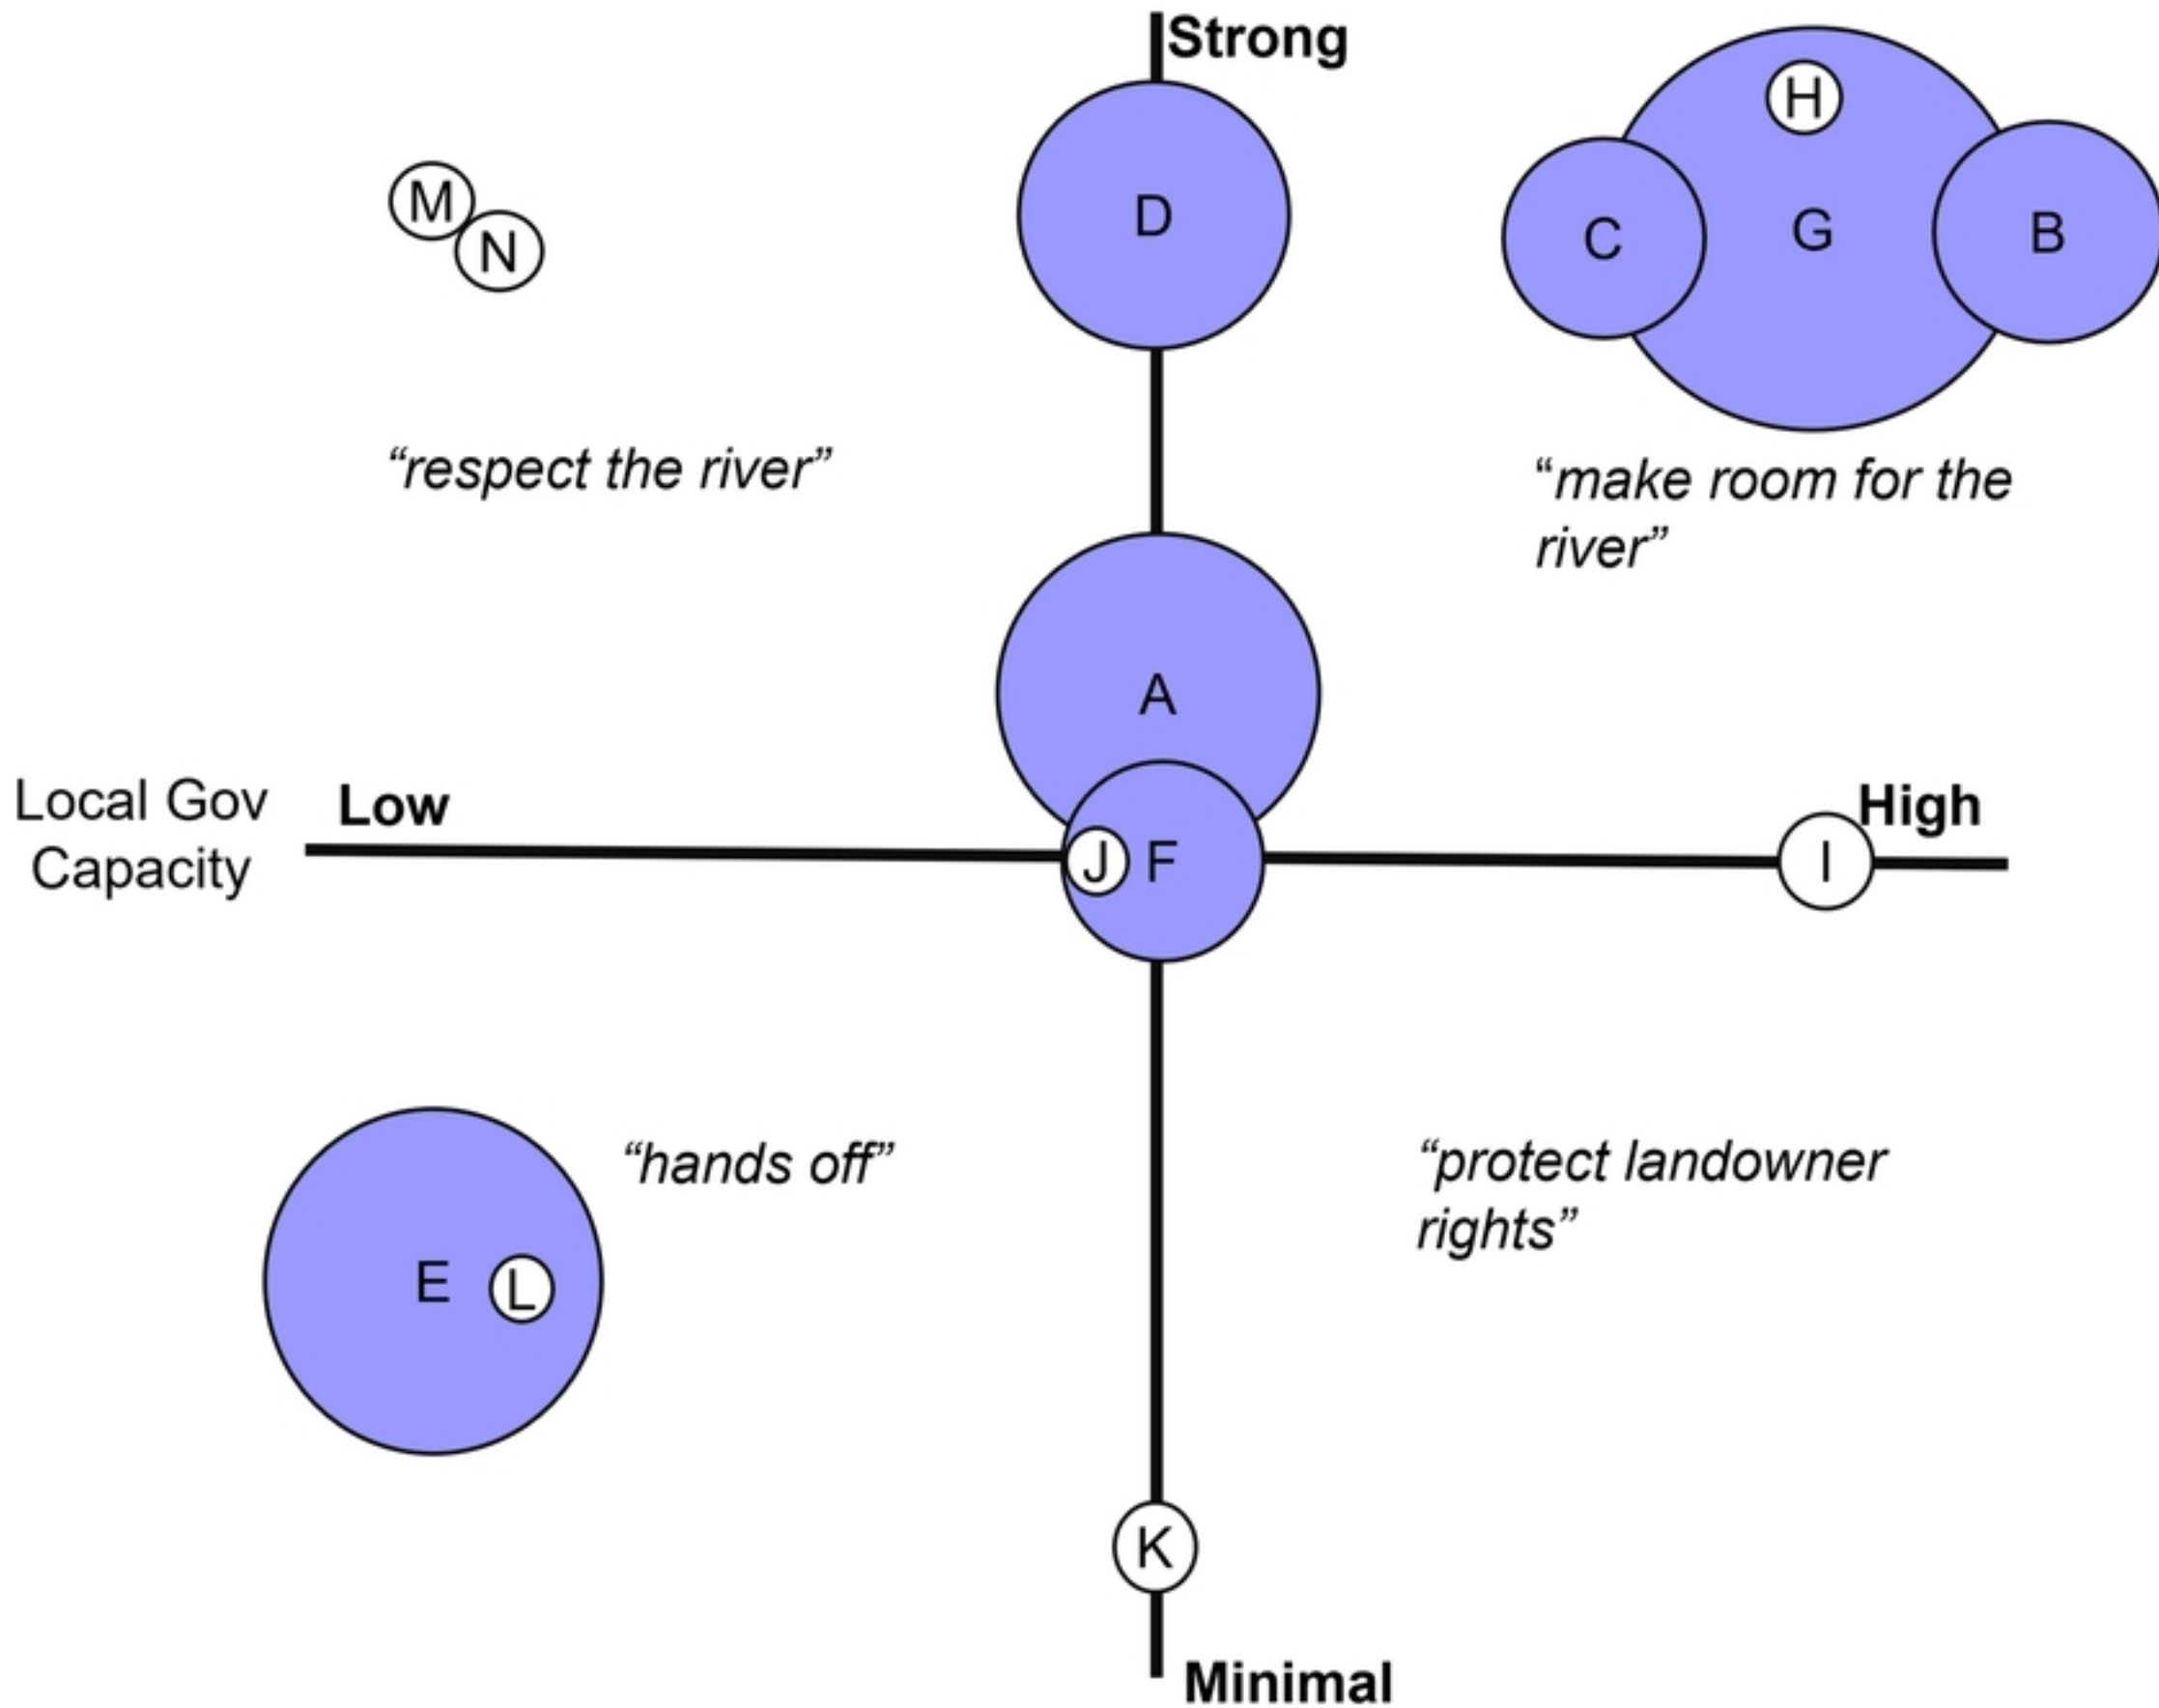 Strong
H
M
D
C
G
B
N
“respect the river”
“make room for the
river”
A
Local Gov
Capacity
Low
High
J
F
I
“hands off”
“protect landowner
rights”
E
L
K
Minimal